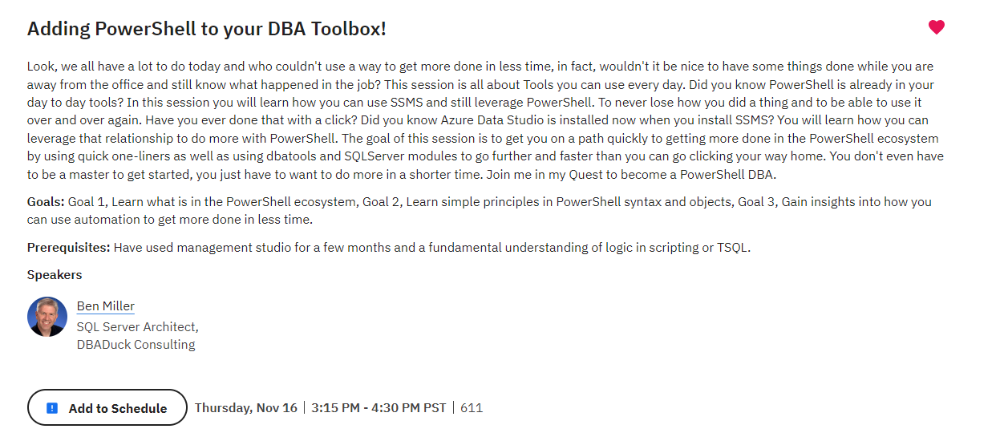 Adding PowerShell to your DBA Toolbox!
Look, we all have a lot to do today and who couldn't use a way to get more done in less time, in fact, wouldn't it be nice to have some things done while you are
away from the office and still know what happened in the job? This session is all about Tools you can use every day. Did you know PowerShell is already in your
day to day tools? In this session you will learn how you can use SSMS and still leverage PowerShell. To never lose how you did a thing and to be able to use it
over and over again. Have you ever done that with a click? Did you know Azure Data Studio is installed now when you install SSMS? You will learn how you can
leverage that relationship to do more with PowerShell. The goal of this session is to get you on a path quickly to getting more done in the PowerShell ecosystem
by using quick one-liners as well as using dbatools and SQLServer modules to go further and faster than you can go clicking your way home. You don't even have
to be a master to get started, you just have to want to do more in a shorter time. Join me in my Quest to become a PowerShell DBA.
Goals: Goal 1, Learn what is in the PowerShell ecosystem, Goal 2, Learn simple principles in PowerShell syntax and objects, Goal 3, Gain insights into how you
can use automation to get more done in less time.
Prerequisites: Have used management studio for a few months and a fundamental understanding of logic in scripting or TSQL.
Speakers
Ben Miller
SQL Server Architect,
DBADuck Consulting
Add to Schedule Thursday, Nov 16 | 3:15 PM - 4:30 PM PST | 611